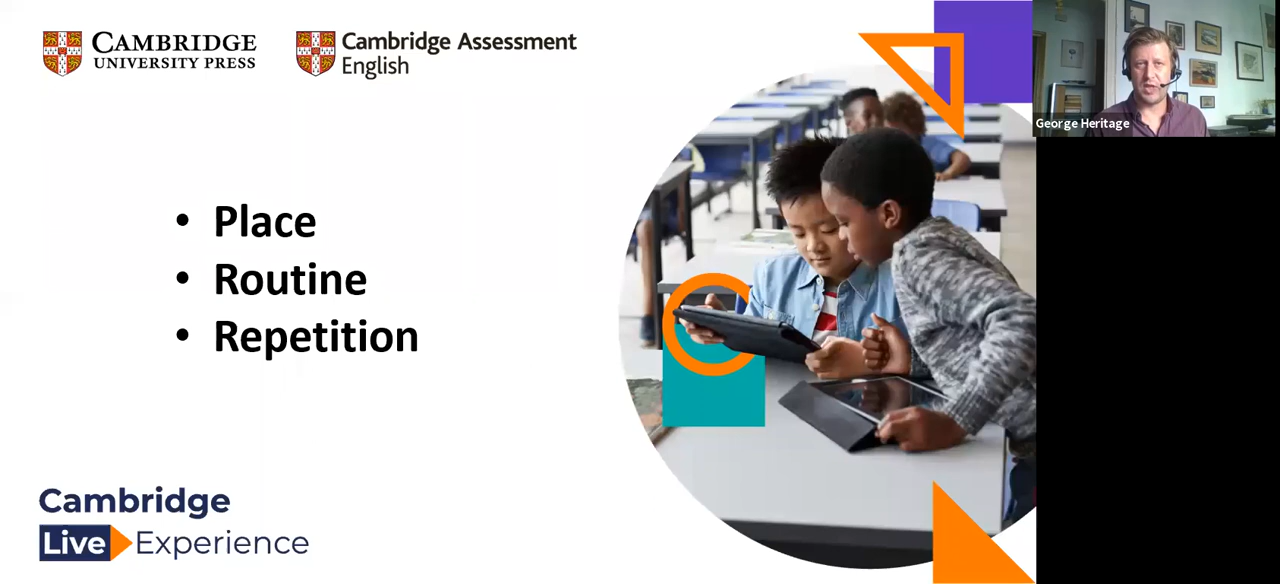 CAMBRIDGE
UNIVERSITY PRESS
Cambridge Assessment
English
George Heritage
• Place
• Routine
• Repetition
Cambridge
Live Experience